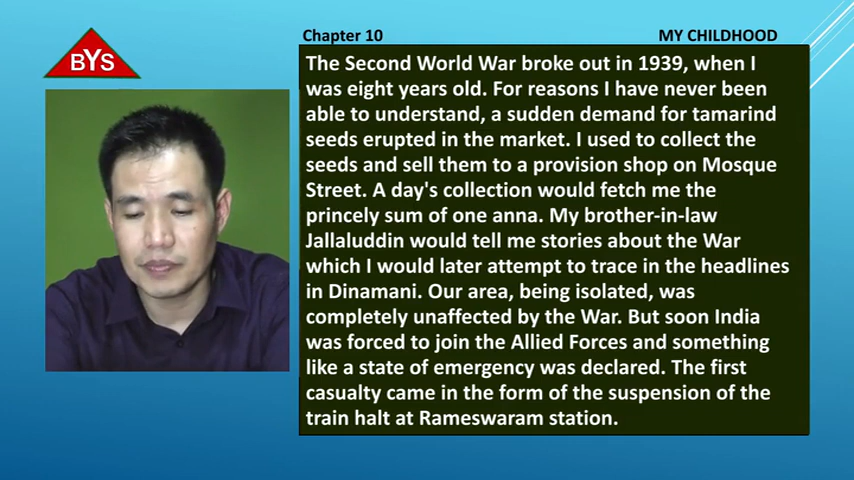 Chapter 10 MY CHILDHOOD
BYS
The Second World War broke out in 1939, when I
was eight years old. For reasons I have never been
able to understand, a sudden demand for tamarind
seeds erupted in the market. I used to collect the
seeds and sell them to a provision shop on Mosque
Street. A day's collection would fetch me the
princely sum of one anna. My brother-in-law
Jallaluddin would tell me stories about the War
which I would later attempt to trace in the headlines
in Dinamani. Our area, being isolated, was
completely unaffected by the War. But soon India
was forced to join the Allied Forces and something
like a state of emergency was declared. The first
casualty came in the form of the suspension of the
train halt at Rameswaram station.